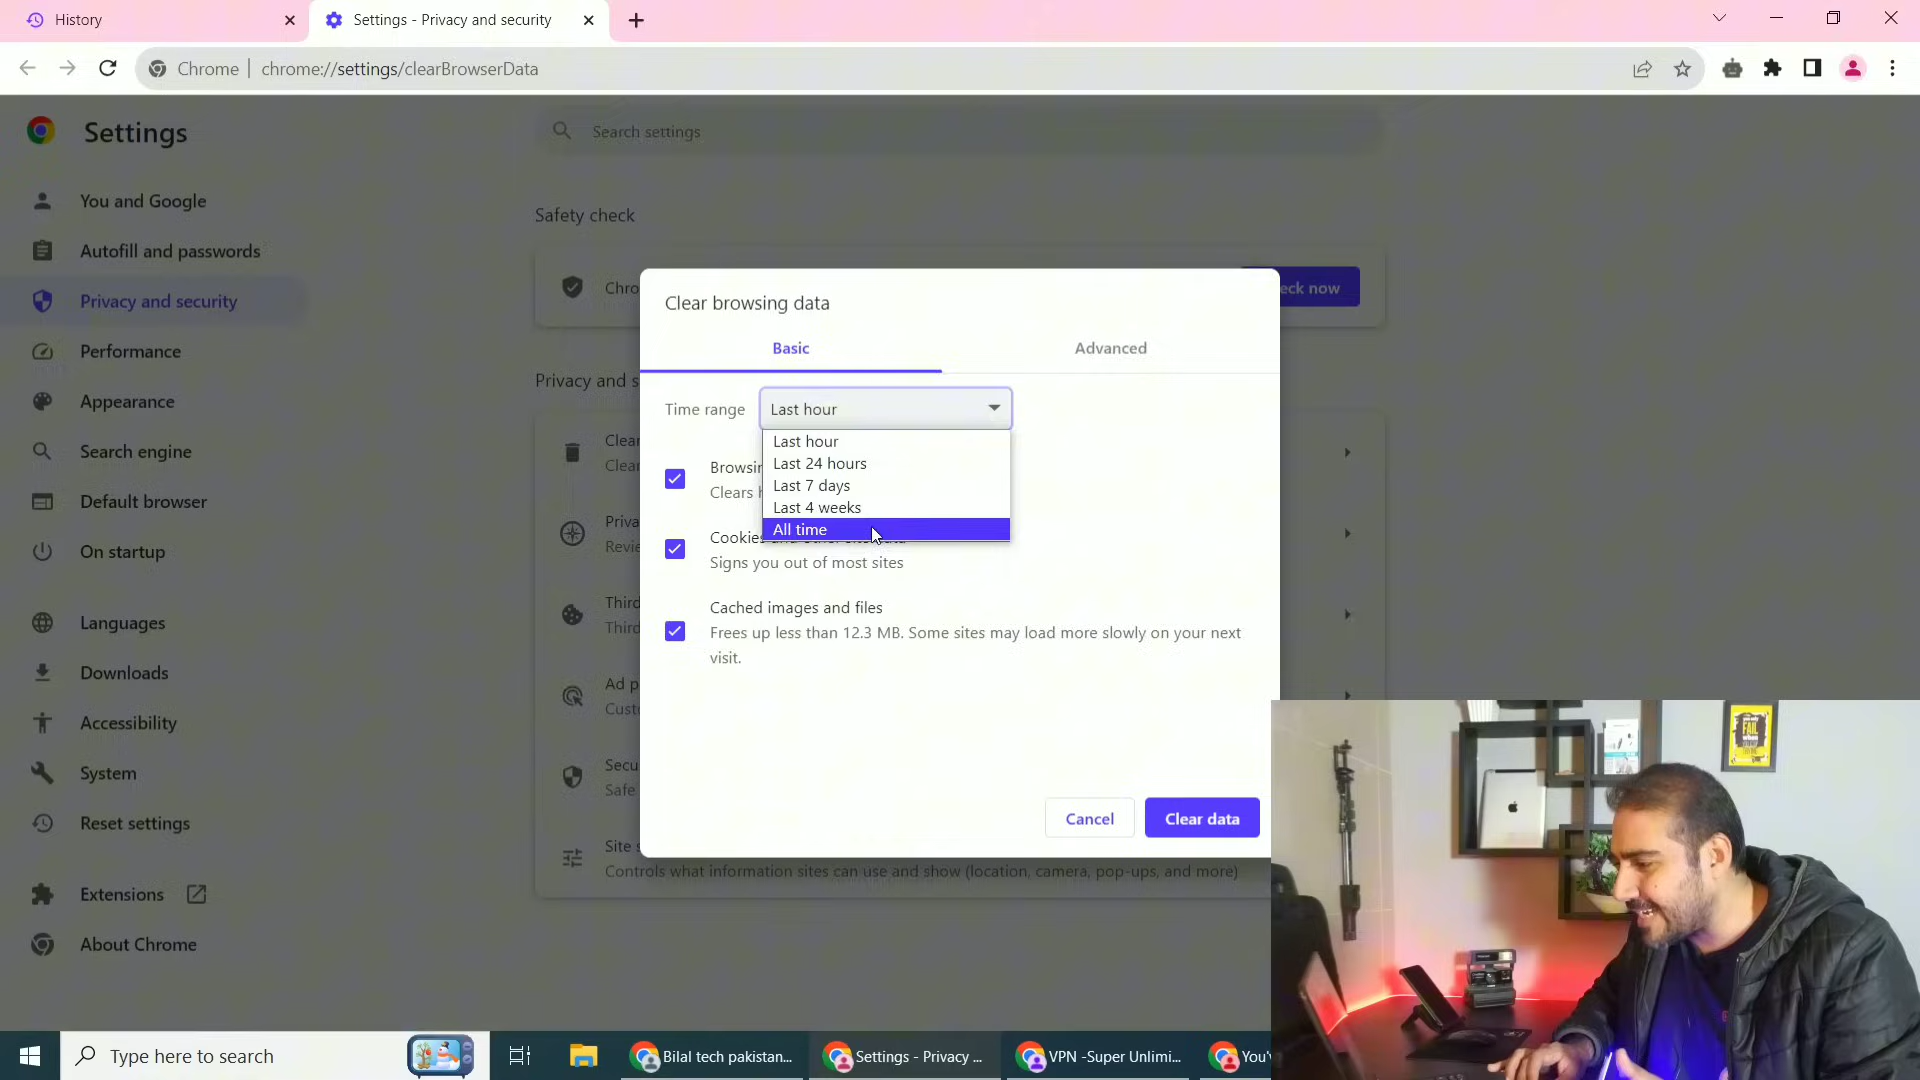 History
Settings - Privacy and security
Chrome
chrome://settings/clearBrowserData
Settings
Search settings
You and Google
Autofill and passwords
Privacy and security
Performance
Appearance
Search engine
Default browser
On startup
Languages
Downloads
Accessibility
System
Reset settings
Extensions
About Chrome
Safety check
Chro
eck now
Privacy and s
Clea
Clear
Priva
Revie
Third
Third
Ad p
Custo
Secu
Safe
Site s
Controls what information sites can use and show (location, camera, pop-ups, and more)
Clear browsing data
Basic
Advanced
Time range
Last hour
Last hour
Last 24 hours
Last 7 days
Last 4 weeks
All time
Browsin
Clears h
Cookies
Signs you out of most sites
Cached images and files
Frees up less than 12.3 MB. Some sites may load more slowly on your next
visit.
Cancel
Clear data
FAIL
Type here to search
Bilal tech pakistan...
Settings - Privacy ...
VPN -Super Unlimi...
You'